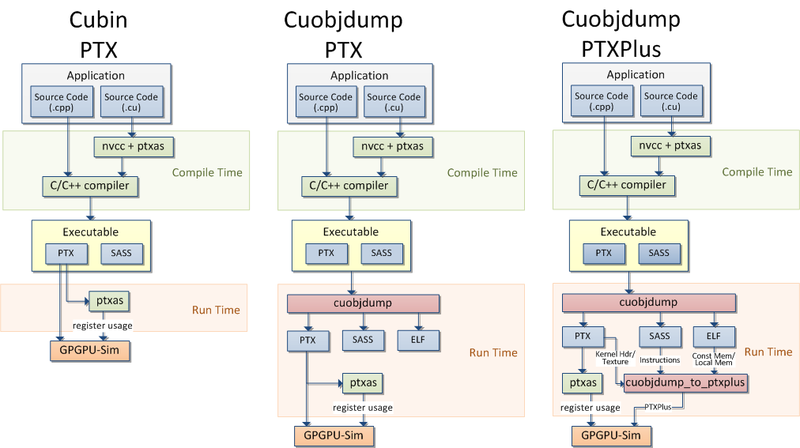 Cubin
PTX
Application
Source Code
(.cpp)
Source Code
(.cu)
nvcc + ptxas
Compile Time
C/C++ compiler
Executable
PTX
SASS
Run Time
ptxas
register usage
GPGPU-Sim
Cuobjdump
PTX
Application
Source Code
(.cpp)
Source Code
(.cu)
nvcc + ptxas
Compile Time
C/C++ compiler
Executable
PTX
SASS
cuobjdump
PTX
SASS
ELF
Run Time
ptxas
register usage
GPGPU-Sim
Cuobjdump
PTXPlus
Application
Source Code
(.cpp)
Source Code
(.cu)
nvcc + ptxas
Compile Time
C/C++ compiler
Executable
PTX
SASS
cuobjdump
PTX
SASS
ELF
Kernel Hdr/
Texture
Instructions
Const Mem/
Local Mem
Run Time
ptxas
cuobjdump_to_ptxplus
register usage
PTXPlus
GPGPU-Sim